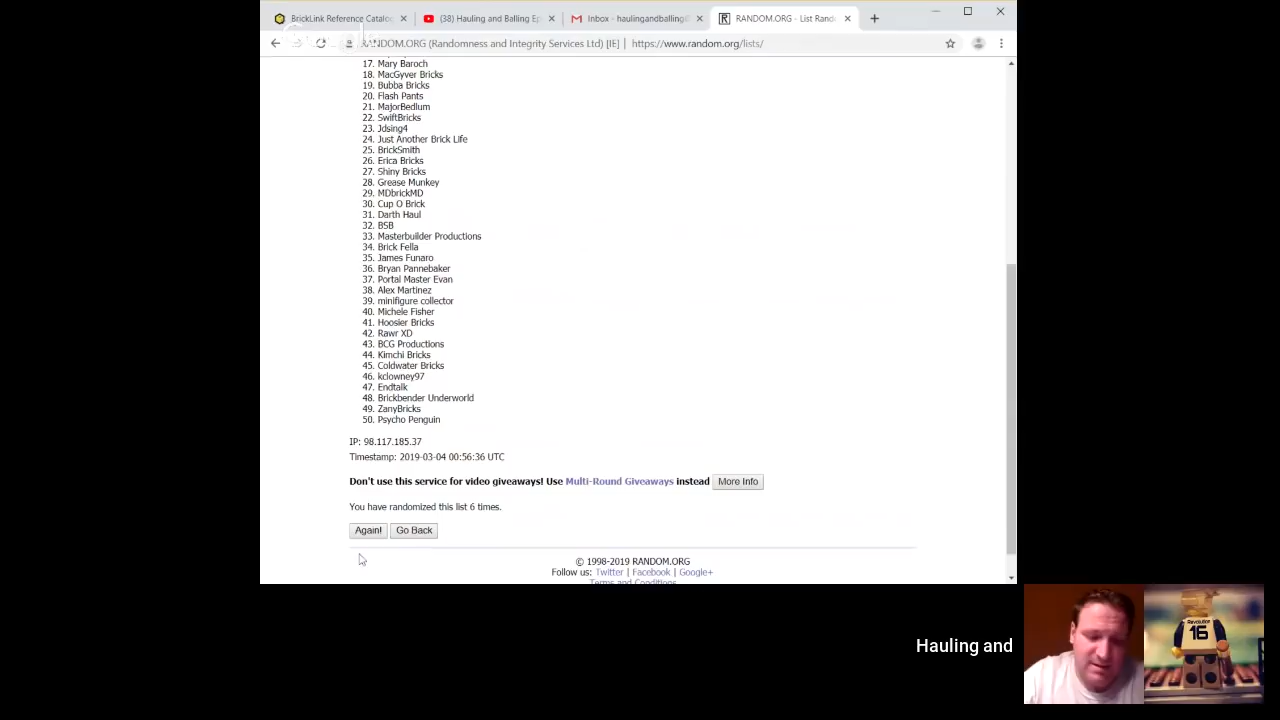 BrickLink Reference Catalog
(38) Hauling and Balling Ep
Inbox - haulingandballing@
RANDOM.ORG - List Rando
RANDOM.ORG (Randomness and Integrity Services Ltd) [IE] | https://www.random.org/lists/
17. Mary Baroch
18. MacGyver Bricks
19. Bubba Bricks
20. Flash Pants
21. MajorBedlum
22. SwiftBricks
23. Jdsing4
24. Just Another Brick Life
25. BrickSmith
26. Erica Bricks
27. Shiny Bricks
28. Grease Munkey
29. MDbrickMD
30. Cup O Brick
31. Darth Haul
32. BSB
33. Masterbuilder Productions
34. Brick Fella
35. James Funaro
36. Bryan Pannebaker
37. Portal Master Evan
38. Alex Martinez
39. minifigure collector
40. Michele Fisher
41. Hoosier Bricks
42. Rawr XD
43. BCG Productions
44. Kimchi Bricks
45. Coldwater Bricks
46. kclowney97
47. Endtalk
48. Brickbender Underworld
49. ZanyBricks
50. Psycho Penguin
IP: 98.117.185.37
Timestamp: 2019-03-04 00:56:36 UTC
Don't use this service for video giveaways! Use Multi-Round Giveaways instead More Info
You have randomized this list 6 times.
Again! Go Back
© 1998-2019 RANDOM.ORG
Follow us: Twitter | Facebook | Google+
Terms and Conditions
Hauling and
Revolution
16